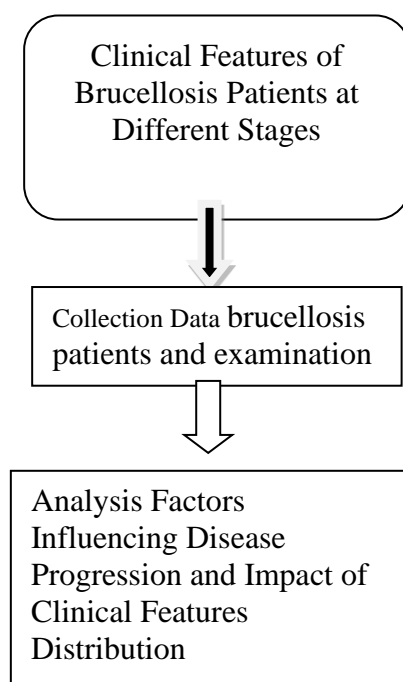 Clinical Features of
Brucellosis Patients at
Different Stages
Collection Data brucellosis
patients and examination
Analysis Factors
Influencing Disease
Progression and Impact of
Clinical Features
Distribution